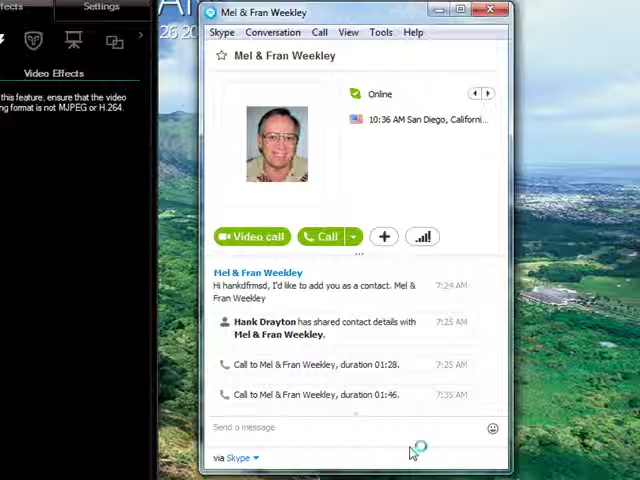 ffects
Settings
Video Effects
this feature, ensure that the video
ng format is not MJPEG or H.264.
26 20
Mel & Fran Weekley
Skype Conversation Call View Tools Help
Mel & Fran Weekley
Online
10:36 AM San Diego, Californi...
Video call
Call
Mel & Fran Weekley
Hi hankdfrmsd, I'd like to add you as a contact. Mel & 7:24 AM
Fran Weekley
Hank Drayton has shared contact details with 7:25 AM
Mel & Fran Weekley.
Call to Mel & Fran Weekley, duration 01:28. 7:25 AM
Call to Mel & Fran Weekley, duration 01:46. 7:35 AM
Send a message
via Skype